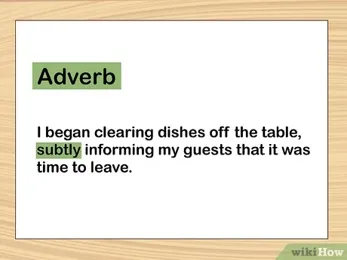 Adverb
I began clearing dishes off the table,
subtly informing my guests that it was
time to leave.
wikiHow